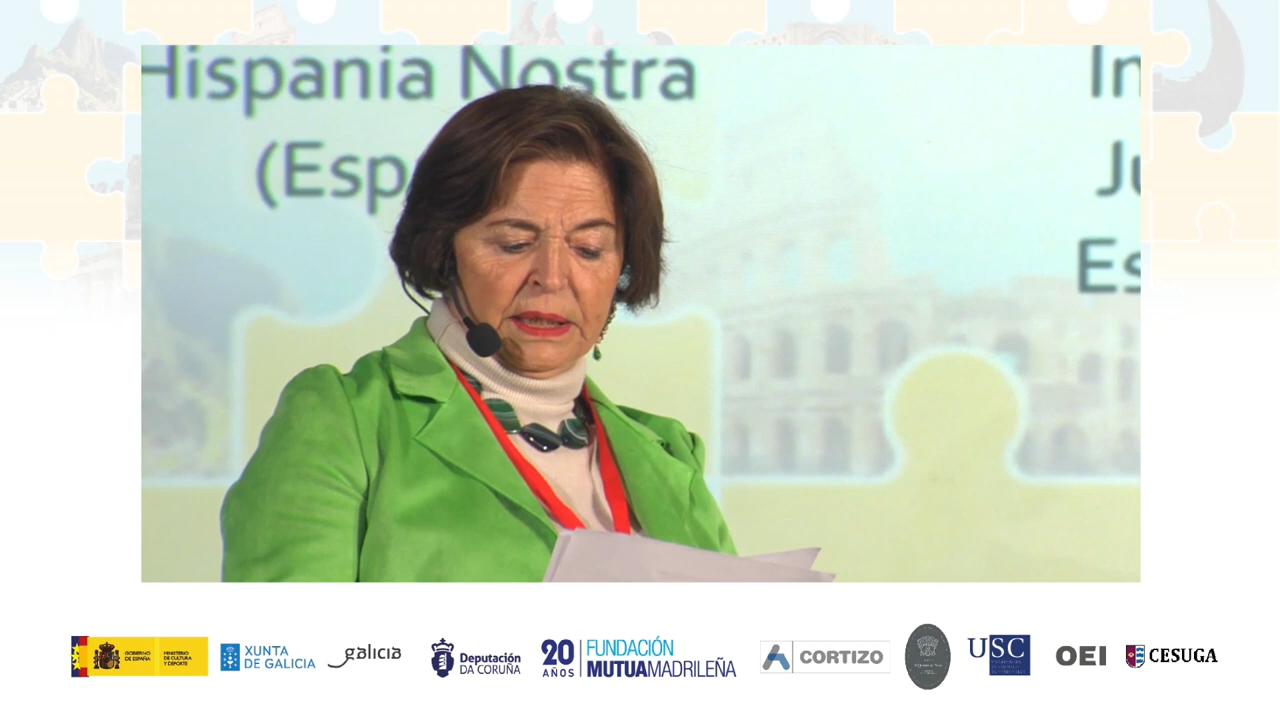 Hispania Nostra
(Esp
In
Ju
Es
GOBIERNO
DE ESPAÑA
MINISTERIO
DE CULTURA
Y DEPORTE
XUNTA
DE GALICIA
galicia
Deputación
DA CORUÑA
20
AÑOS
FUNDACIÓN
MUTUAMADRILEÑA
CORTIZO
USC
OEI
CESUGA